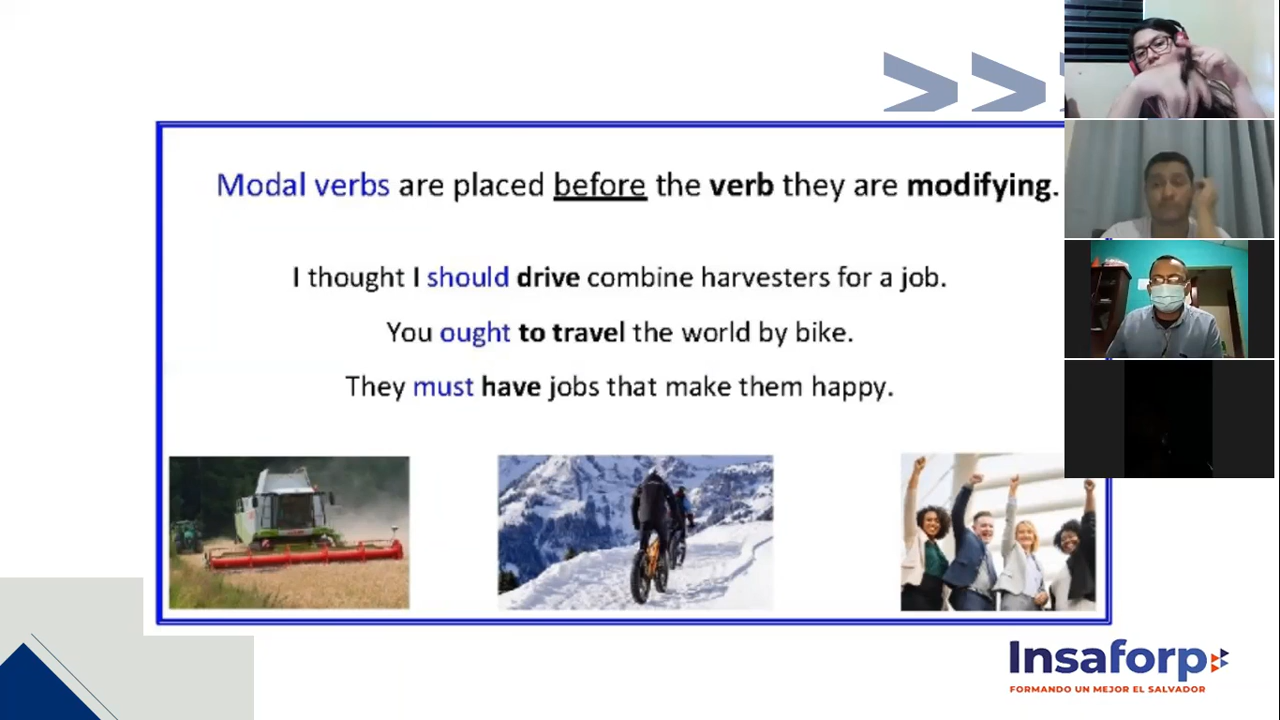 Modal verbs are placed before the verb they are modifying.
I thought I should drive combine harvesters for a job.
You ought to travel the world by bike.
They must have jobs that make them happy.
Insaforp
FORMANDO UN MEJOR EL SALVADOR